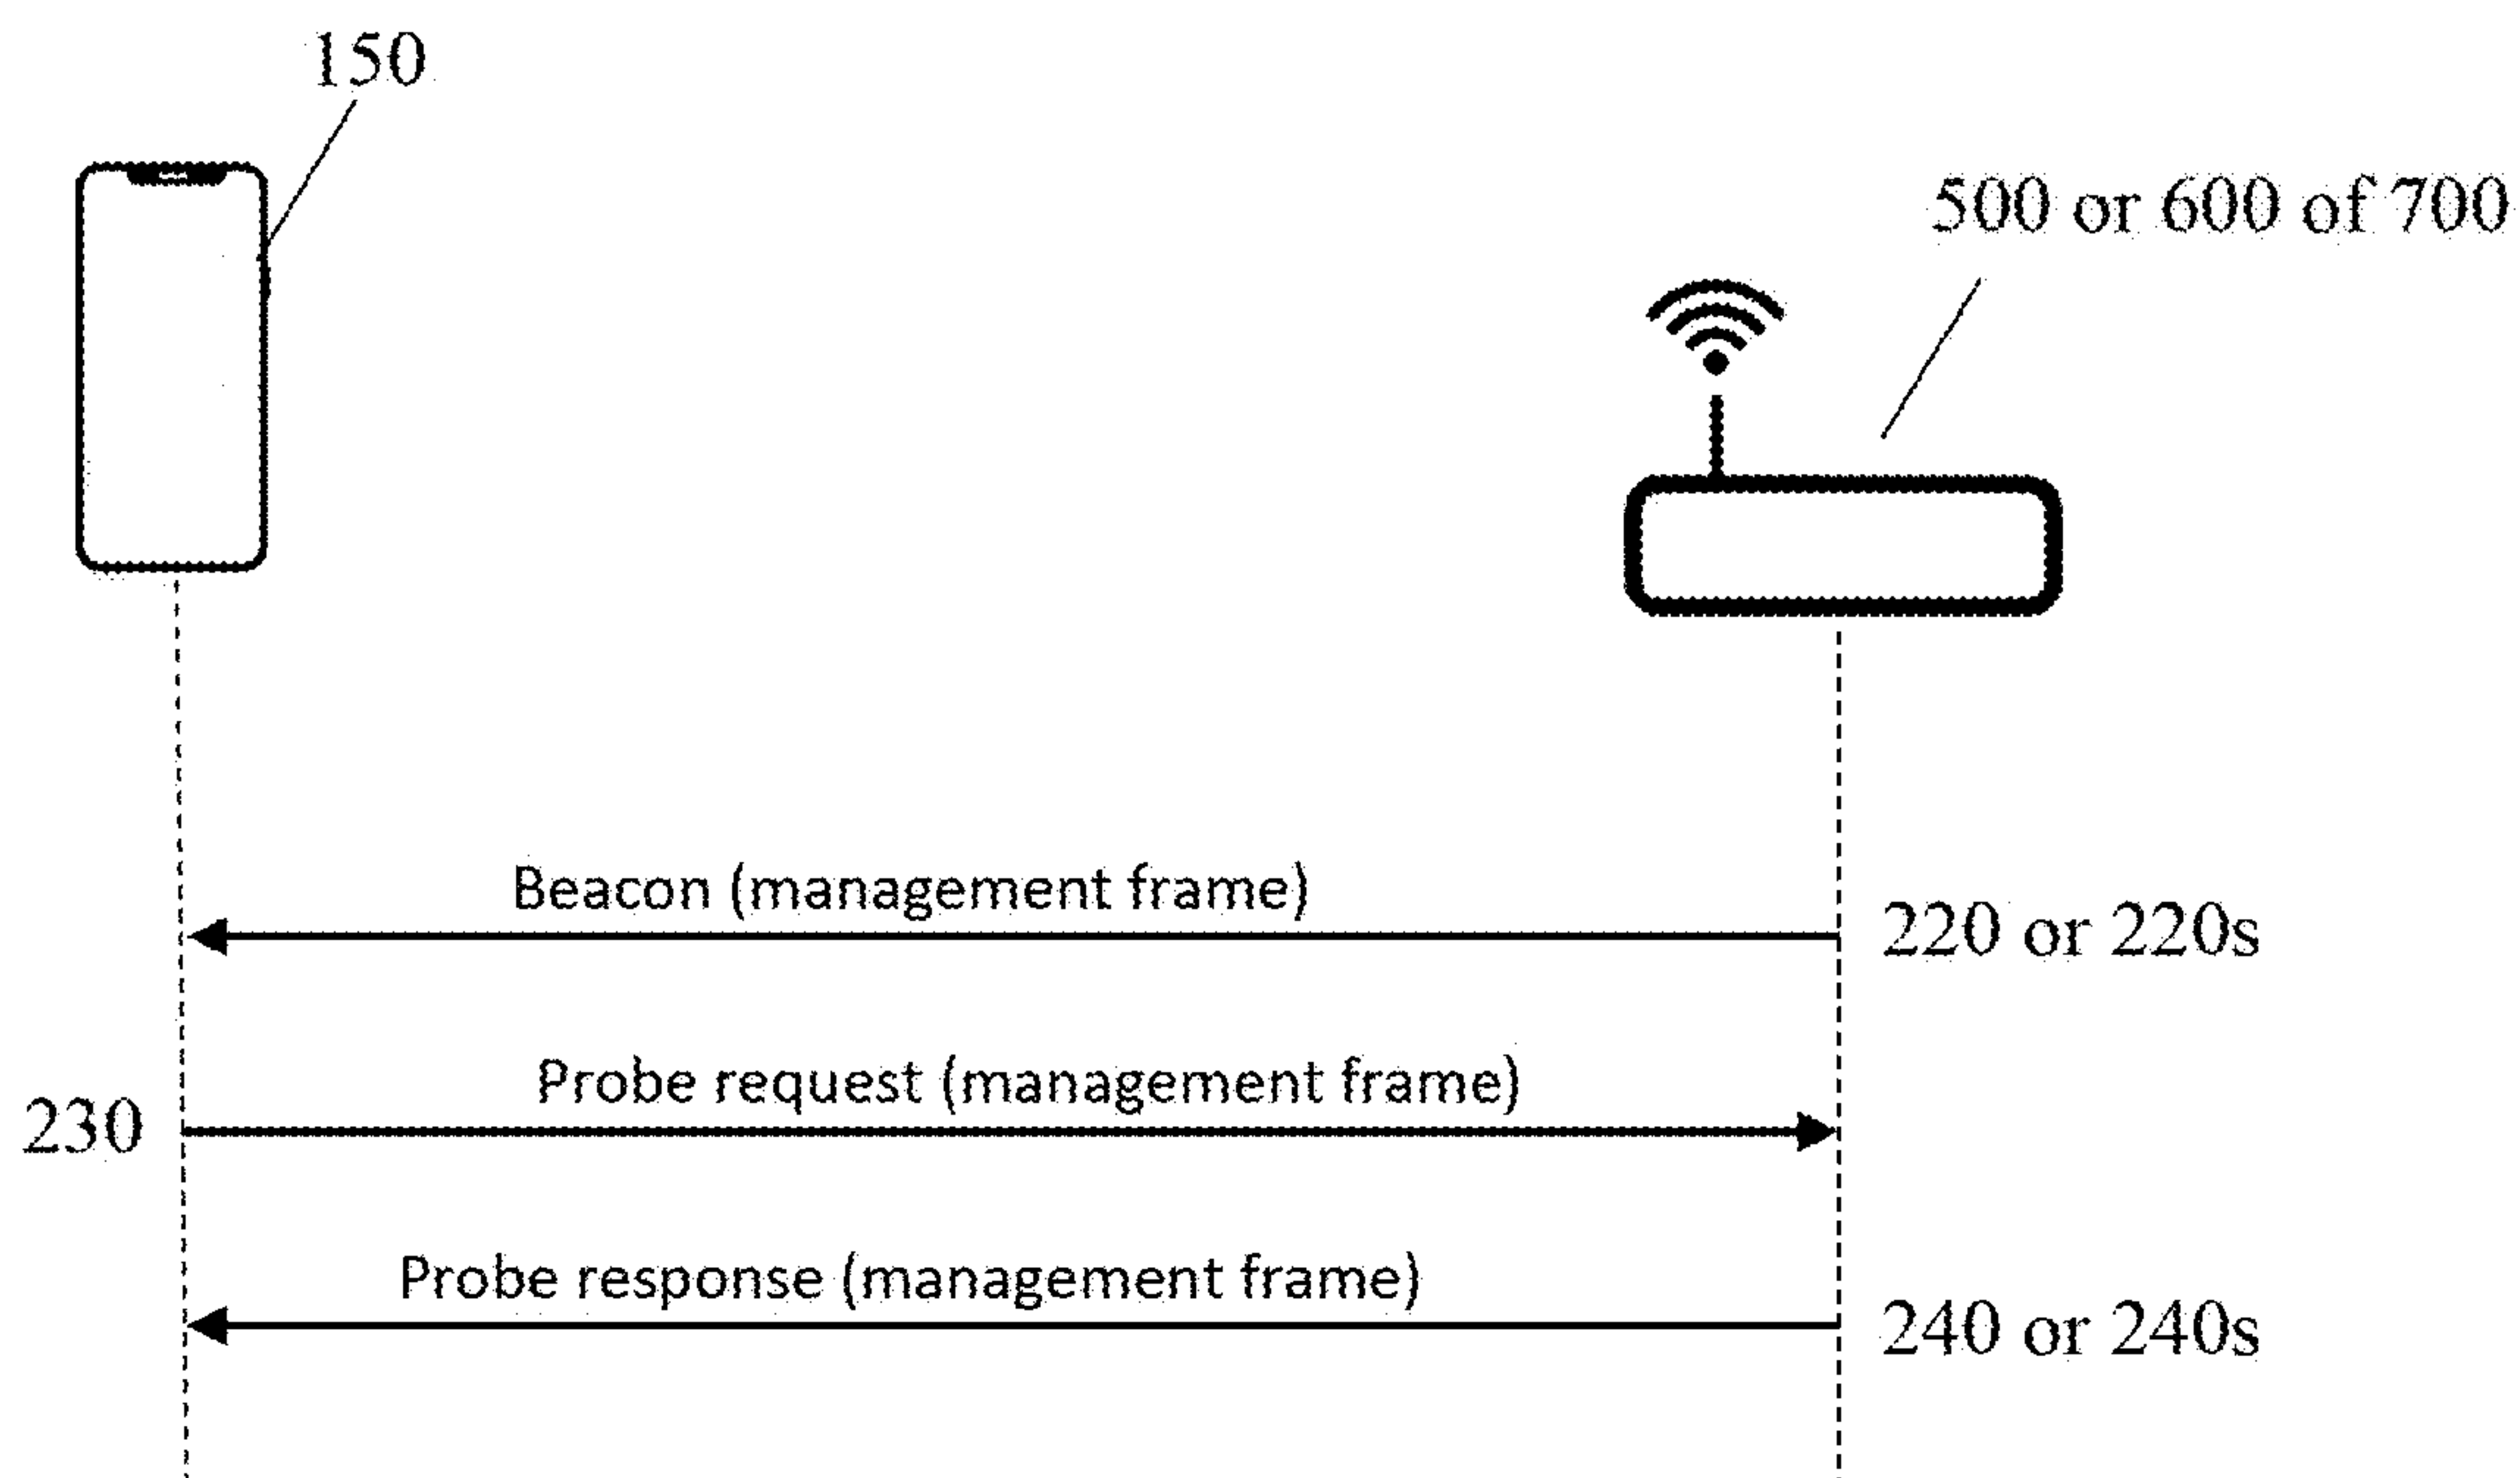 150
500 or 600 of 700
Beacon (management frame)
220 or 220s
Probe request (management frame)
230
Probe response (management frame)
240 or 240s